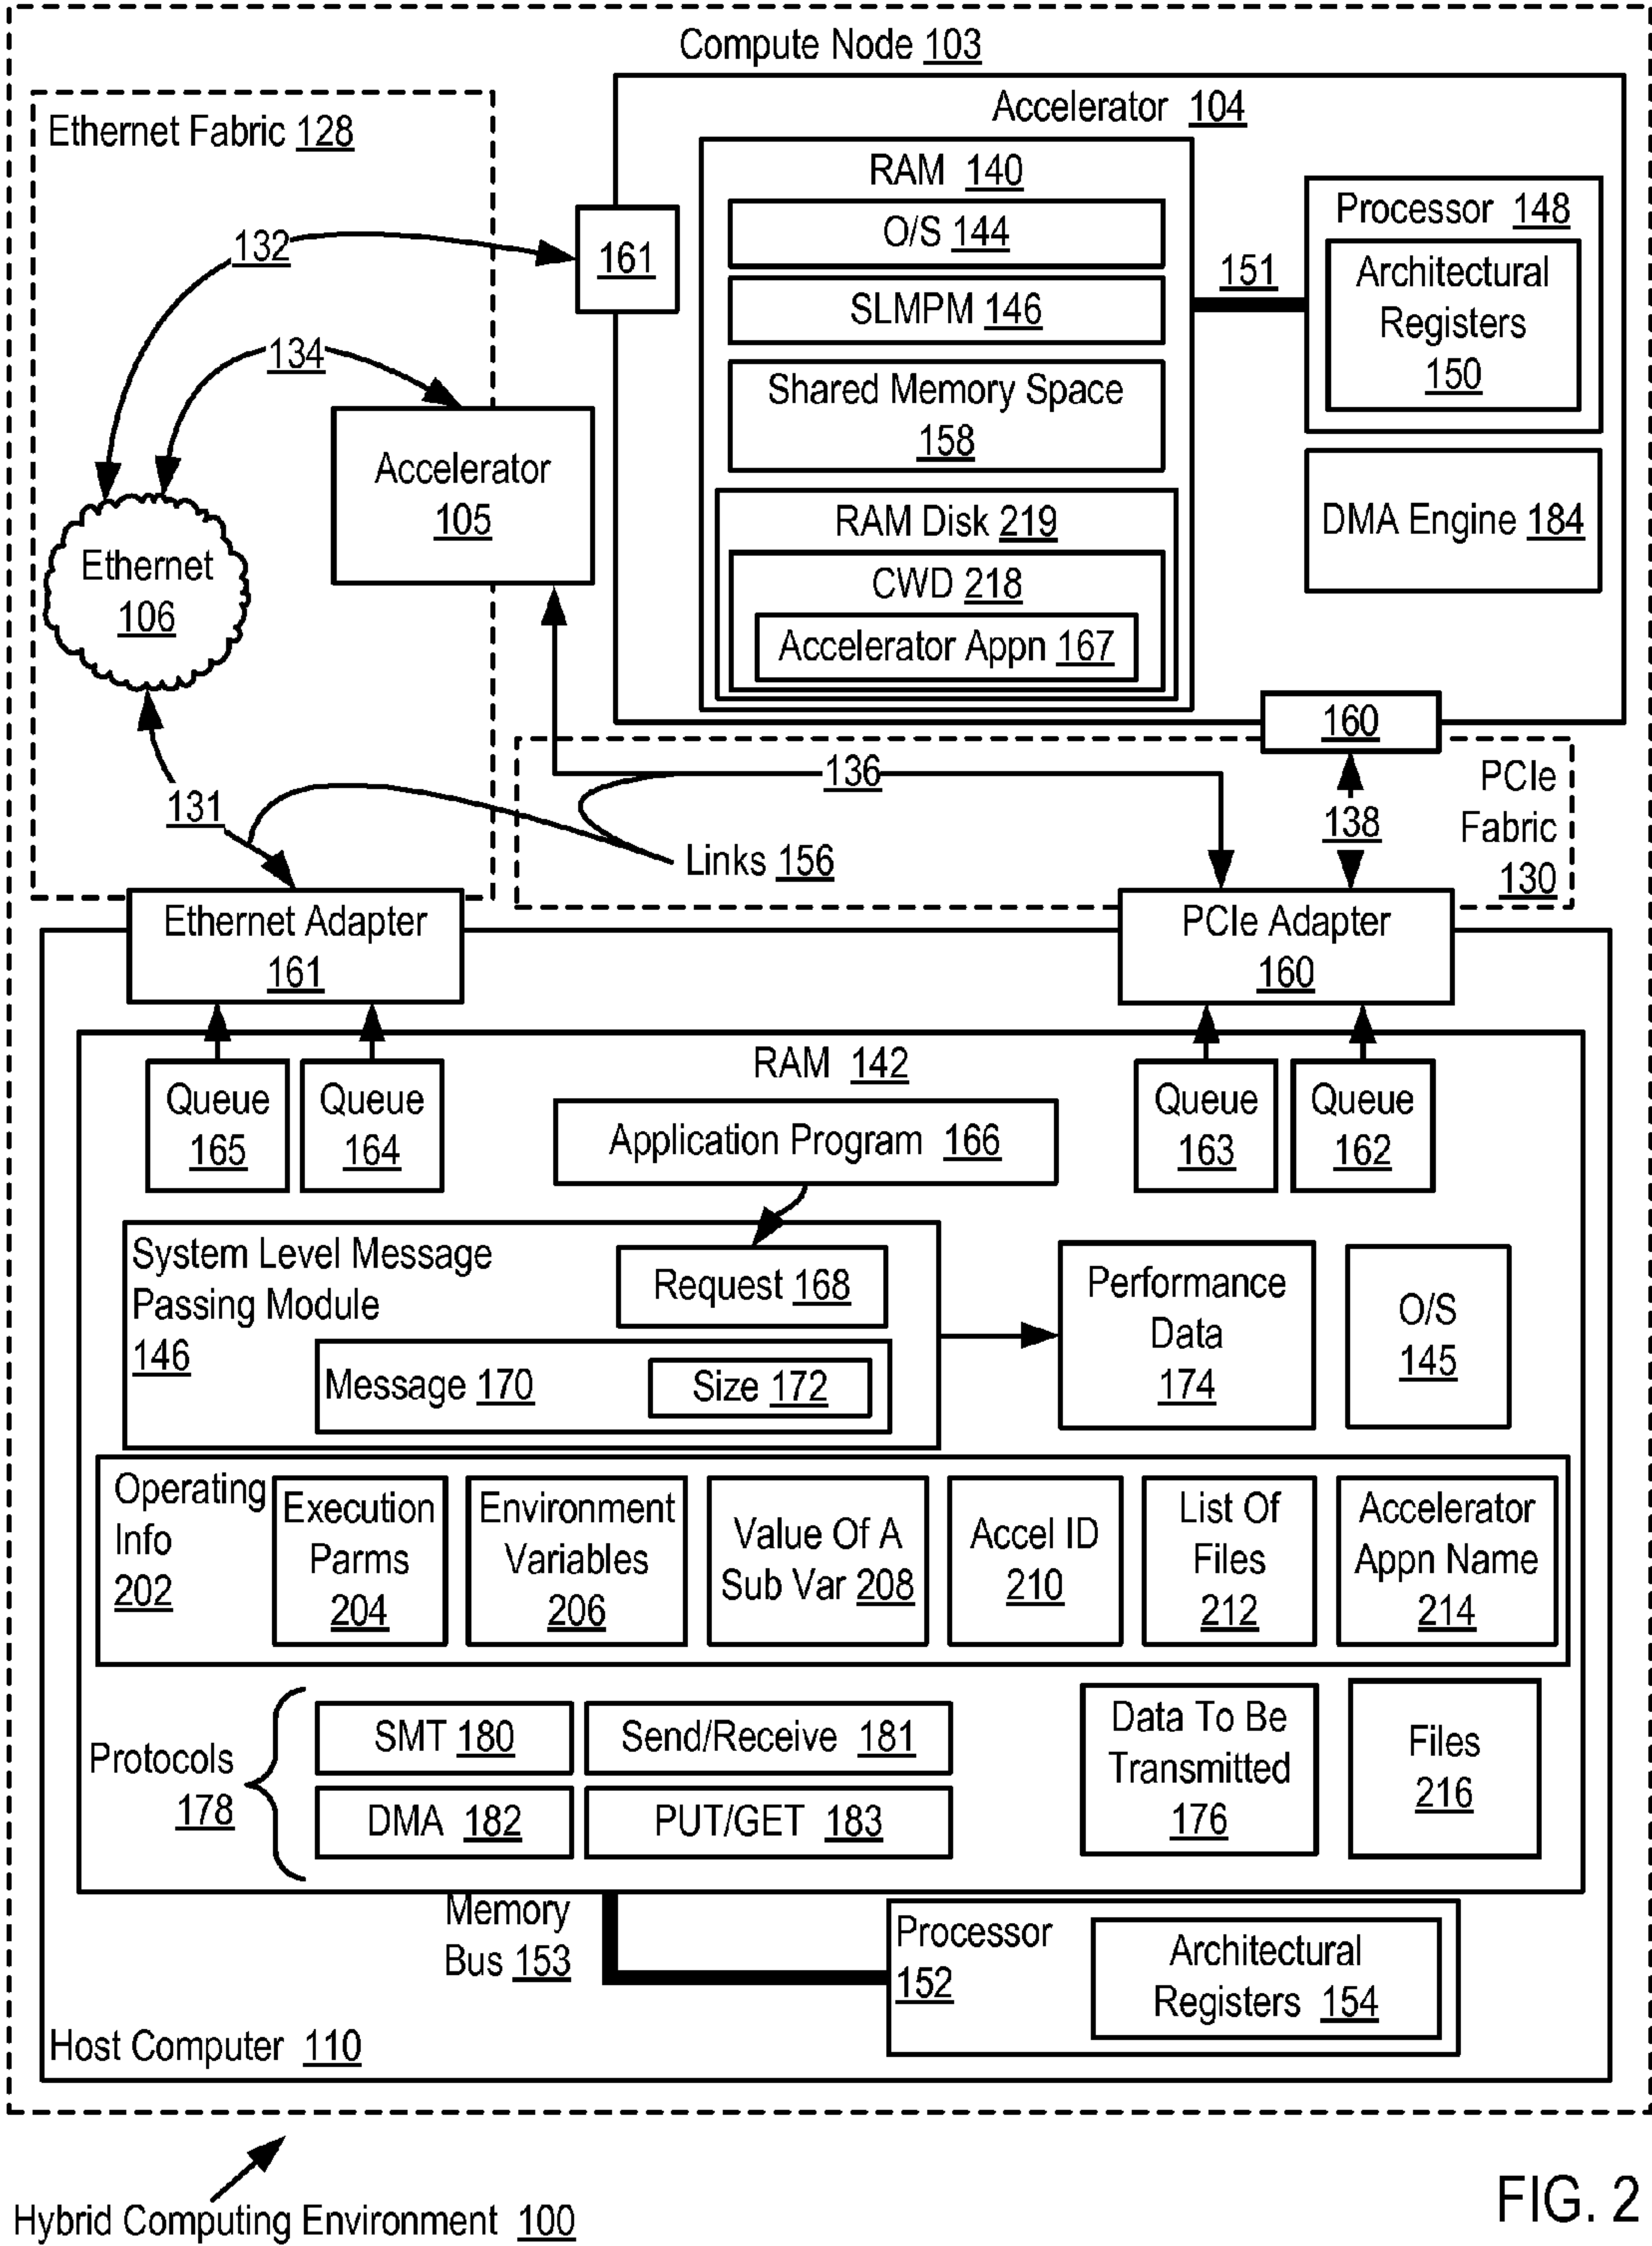 Compute Node 103
Ethernet Fabric 128
Accelerator 104
RAM 140
O/S 144
SLMPM 146
Shared Memory Space
158
RAM Disk 219
CWD 218
Accelerator Appn 167
151
Processor 148
Architectural
Registers
150
DMA Engine 184
132
161
134
Accelerator
105
Ethernet
106
160
136
138
PCIe
Fabric
130
131
Links 156
Ethernet Adapter
161
PCIe Adapter
160
RAM 142
Queue
165
Queue
164
Application Program 166
Queue
163
Queue
162
System Level Message
Passing Module
146
Request 168
Message 170
Size 172
Performance
Data
174
O/S
145
Operating
Info
202
Execution
Parms
204
Environment
Variables
206
Value Of A
Sub Var 208
Accel ID
210
List Of
Files
212
Accelerator
Appn Name
214
Protocols
178
SMT 180
Send/Receive 181
DMA 182
PUT/GET 183
Data To Be
Transmitted
176
Files
216
Memory
Bus 153
Processor
152
Architectural
Registers 154
Host Computer 110
Hybrid Computing Environment 100
FIG. 2